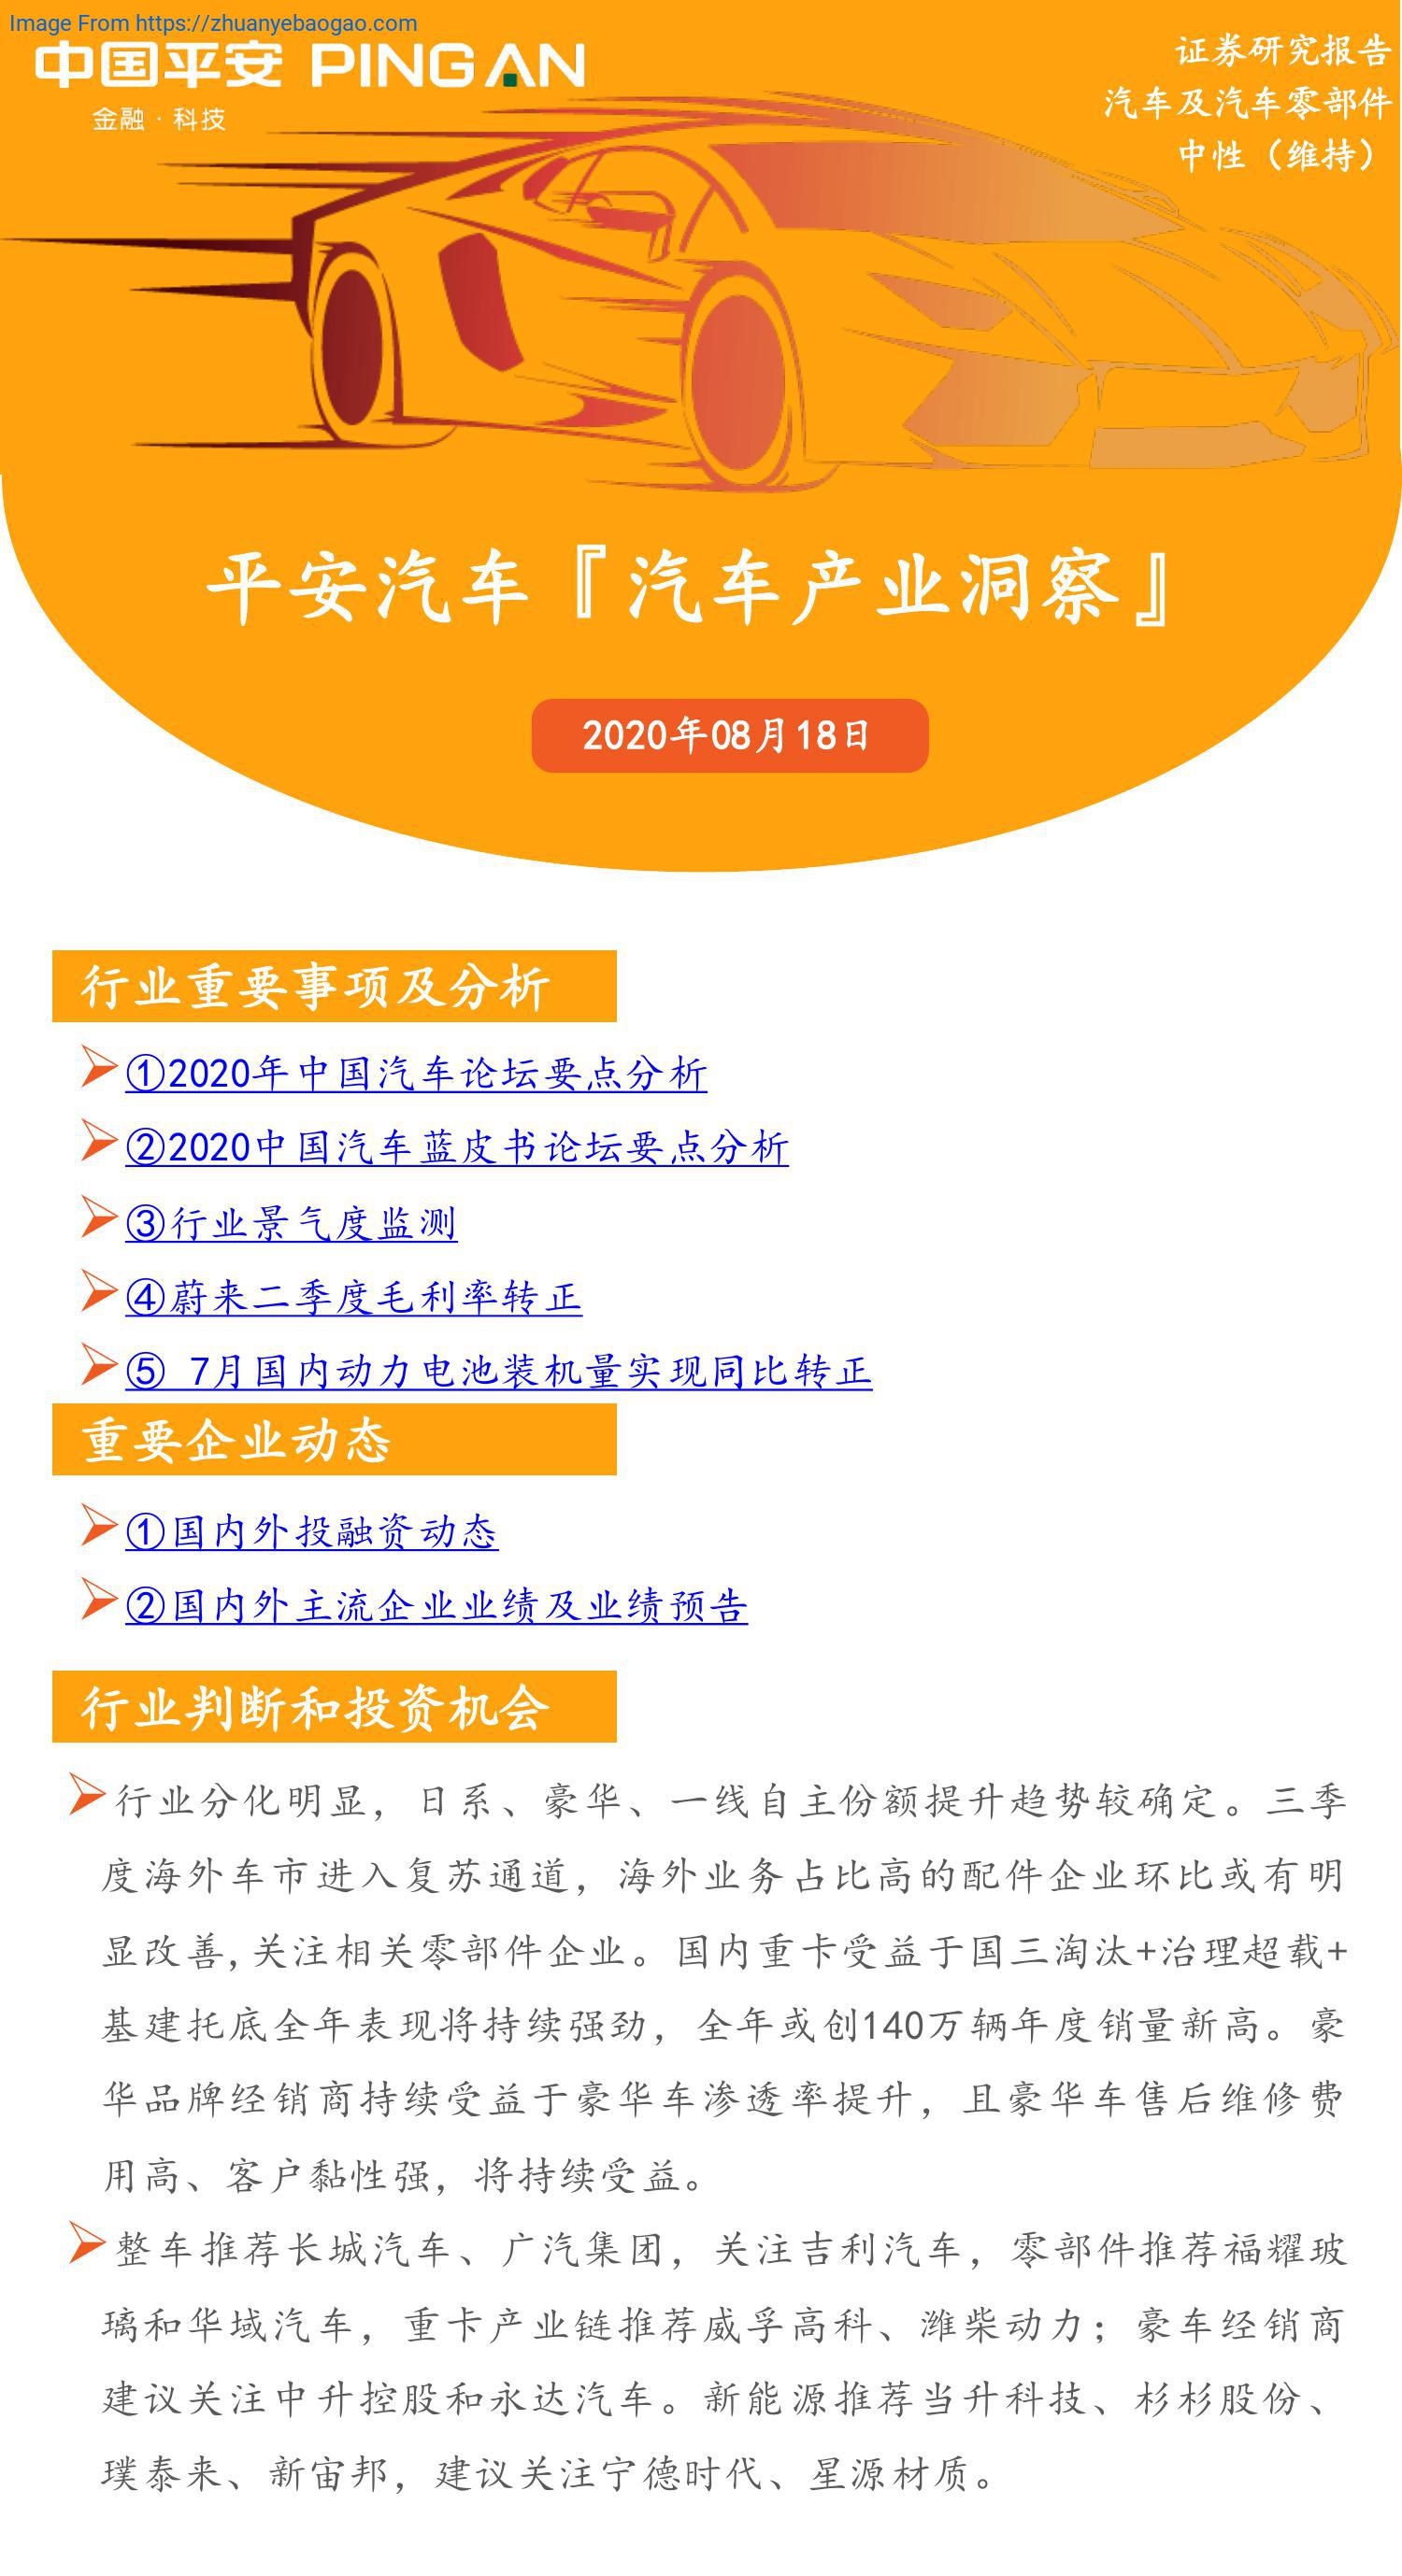 Image From https://zhuanyebaogao.com
中国平安 PING AN
金融·科技
证券研究报告
汽车及汽车零部件
中性（维持）
平安汽车『汽车产业洞察』
2020年08月18日
行业重要事项及分析
①2020年中国汽车论坛要点分析
②2020中国汽车蓝皮书论坛要点分析
③行业景气度监测
④蔚来二季度毛利率转正
⑤ 7月国内动力电池装机量实现同比转正
重要企业动态
①国内外投融资动态
②国内外主流企业业绩及业绩预告
行业判断和投资机会
行业分化明显，日系、豪华、一线自主份额提升趋势较确定。三季
度海外车市进入复苏通道，海外业务占比高的配件企业环比或有明
显改善,关注相关零部件企业。国内重卡受益于国三淘汰+治理超载+
基建托底全年表现将持续强劲，全年或创140万辆年度销量新高。豪
华品牌经销商持续受益于豪华车渗透率提升，且豪华车售后维修费
用高、客户黏性强，将持续受益。
整车推荐长城汽车、广汽集团，关注吉利汽车，零部件推荐福耀玻
璃和华域汽车，重卡产业链推荐威孚高科、潍柴动力；豪车经销商
建议关注中升控股和永达汽车。新能源推荐当升科技、杉杉股份、
璞泰来、新宙邦，建议关注宁德时代、星源材质。